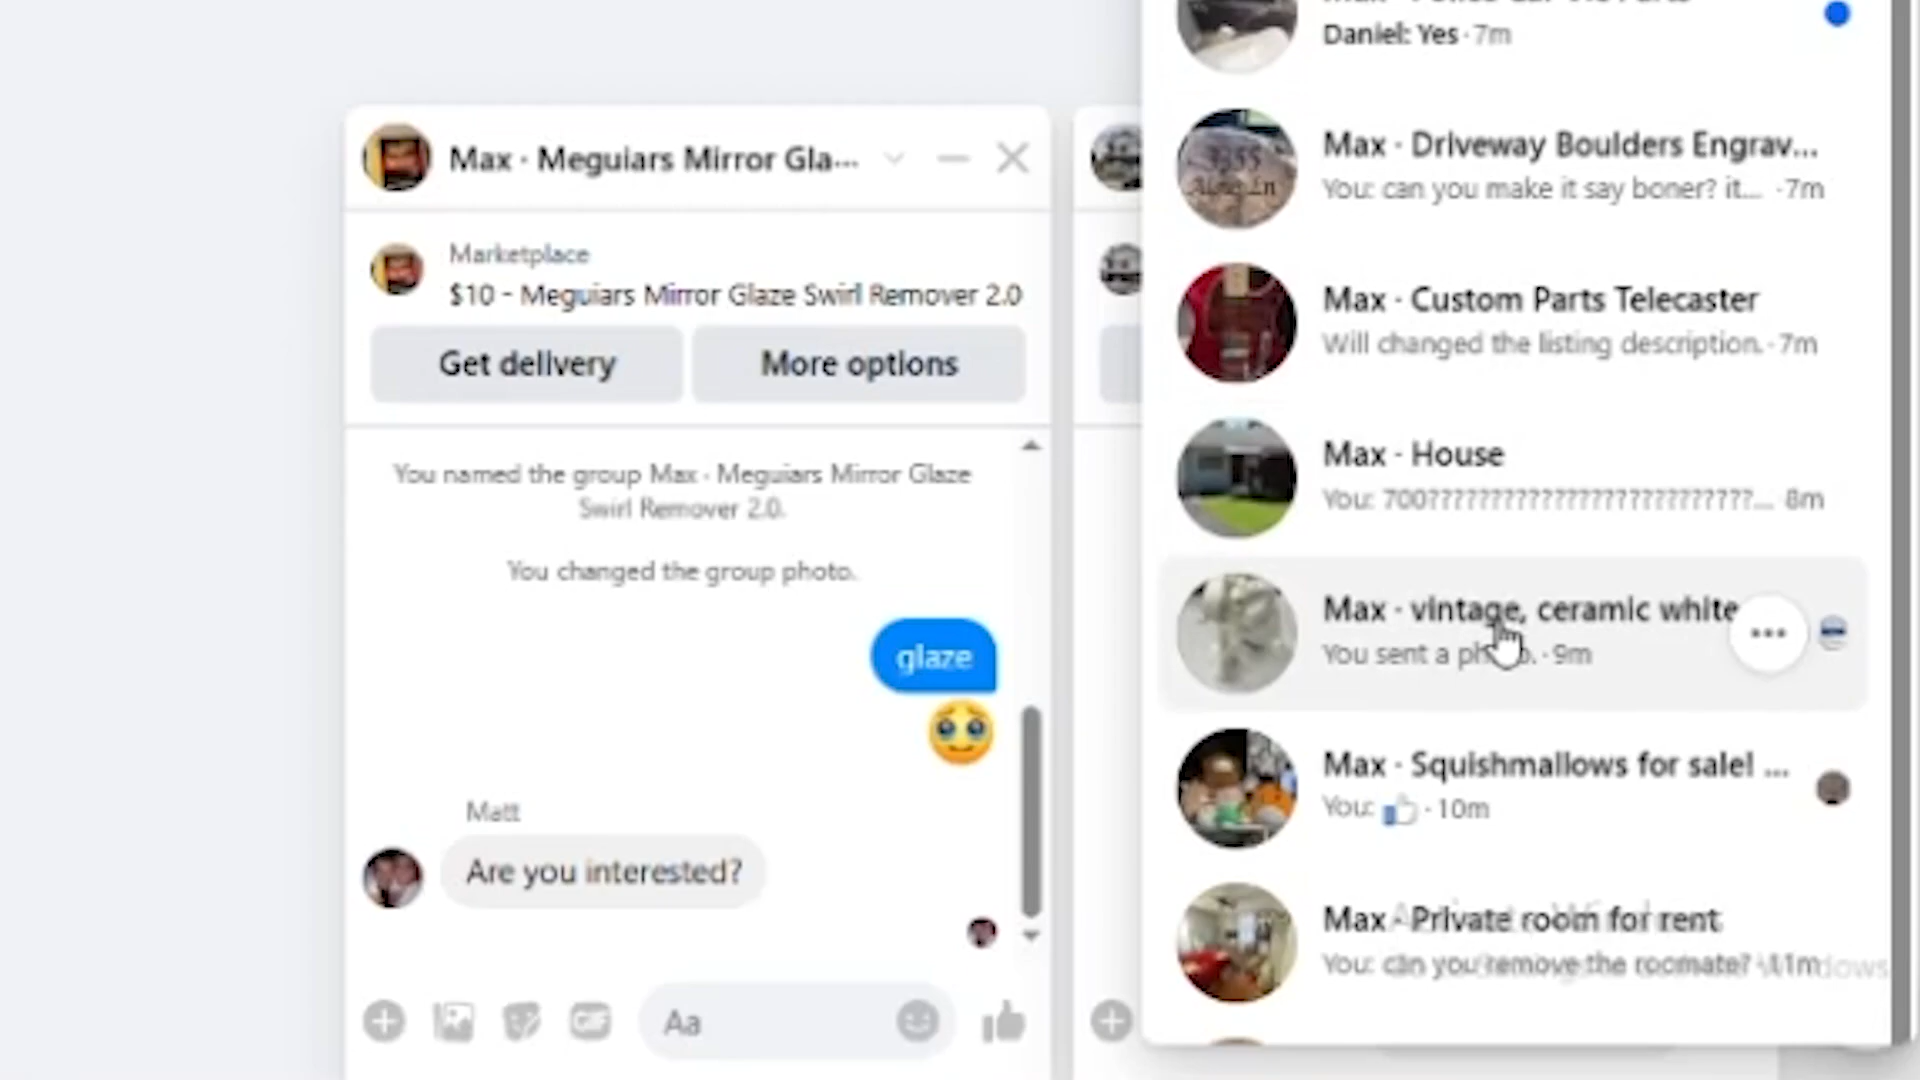 Max · Meguiars Mirror Gla...
Marketplace
$10 - Meguiars Mirror Glaze Swirl Remover 2.0
Get delivery
More options
You named the group Max · Meguiars Mirror Glaze
Swirl Remover 2.0.
You changed the group photo.
glaze
Matt
Are you interested?
Aa
Daniel: Yes · 7m
Max · Driveway Boulders Engrav...
You: can you make it say boner? it... · 7m
Max · Custom Parts Telecaster
Will changed the listing description. · 7m
Max · House
You: 700???????????????????????????... 8m
Max · vintage, ceramic white
You sent a photo. · 9m
Max · Squishmallows for sale! ...
You: 👍 · 10m
Max · Private room for rent
You: can you remove the roomate? · 11m